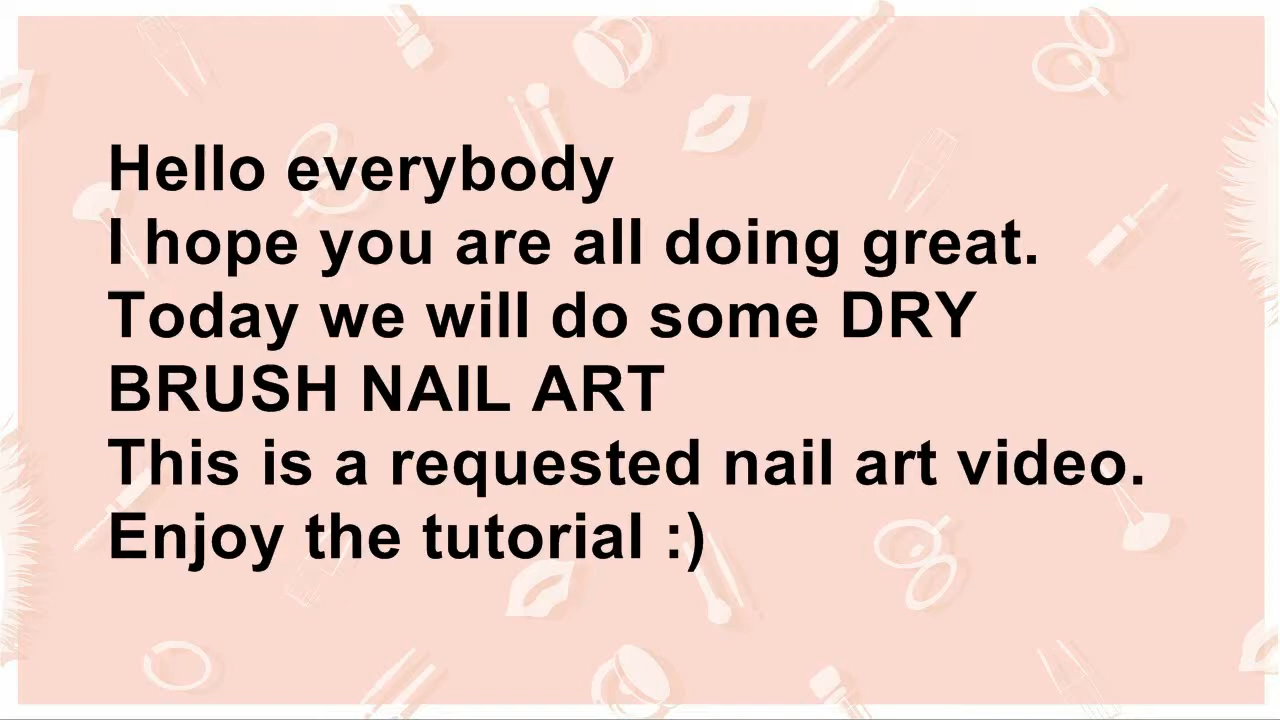 Hello everybody
I hope you are all doing great.
Today we will do some DRY
BRUSH NAIL ART
This is a requested nail art video.
Enjoy the tutorial :)